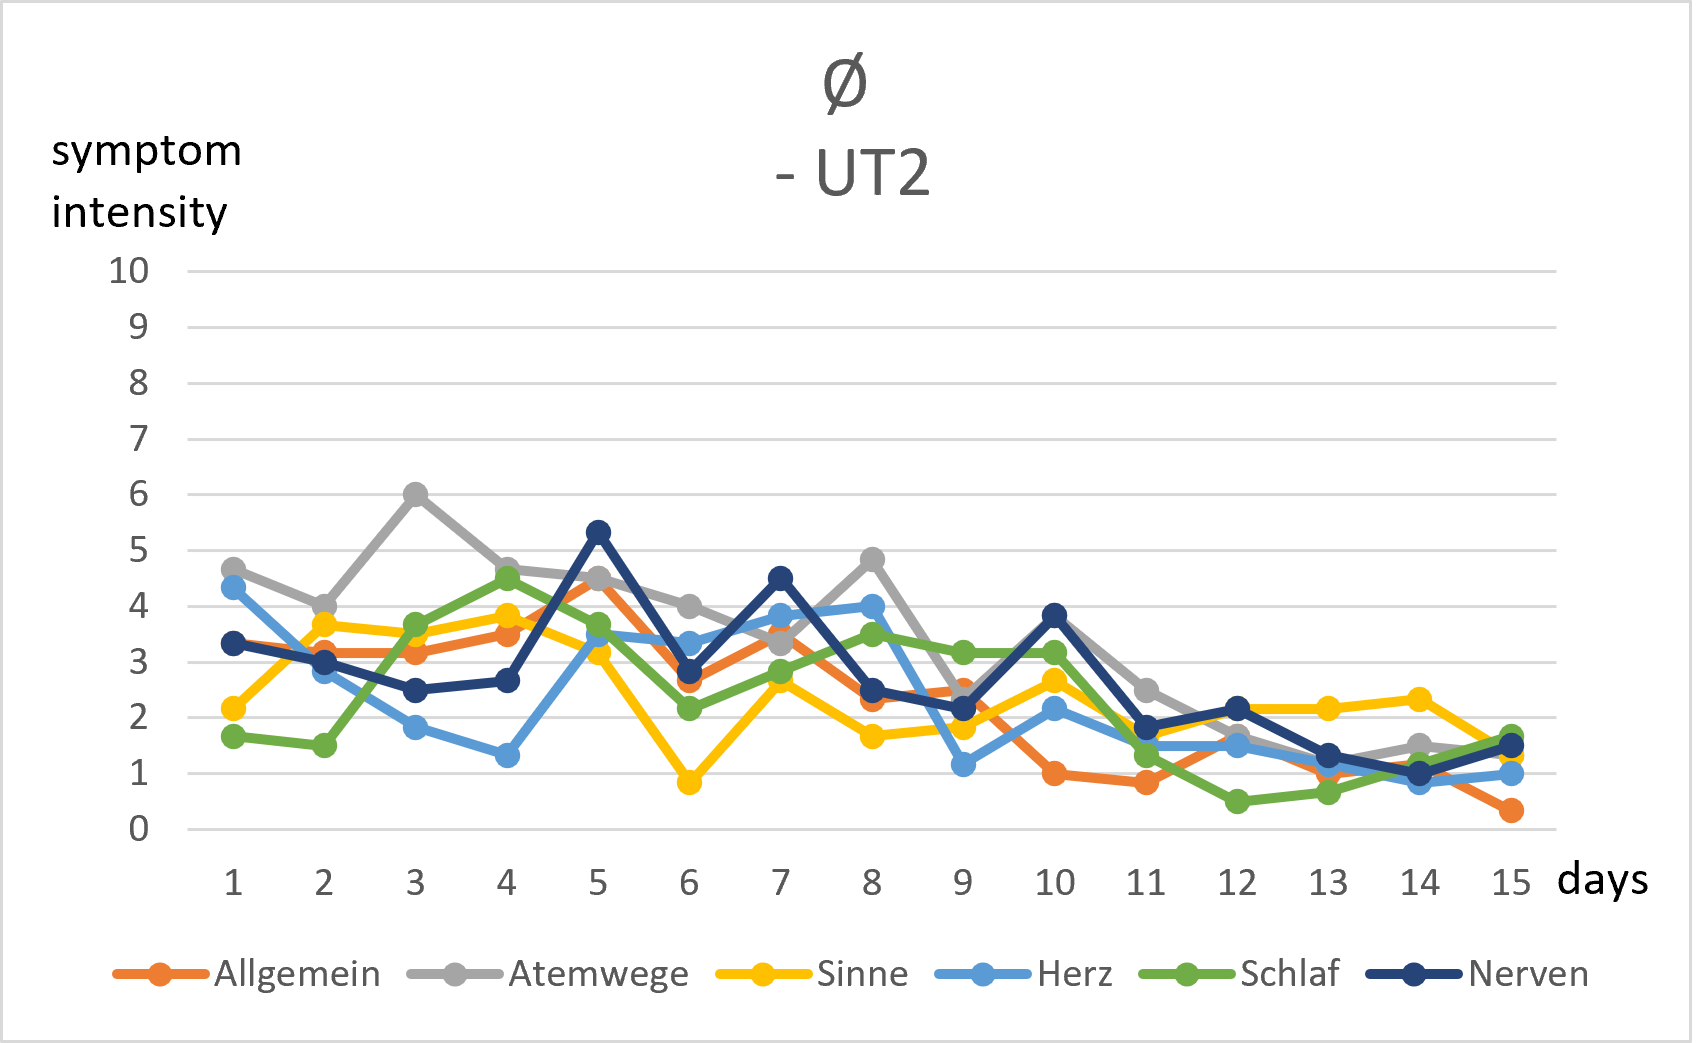 Ø
- UT2
symptom
intensity
10
9
8
7
6
5
4
3
2
1
0
1 2 3 4 5 6 7 8 9 10 11 12 13 14 15 days
Allgemein Atemwege Sinne Herz Schlaf Nerven